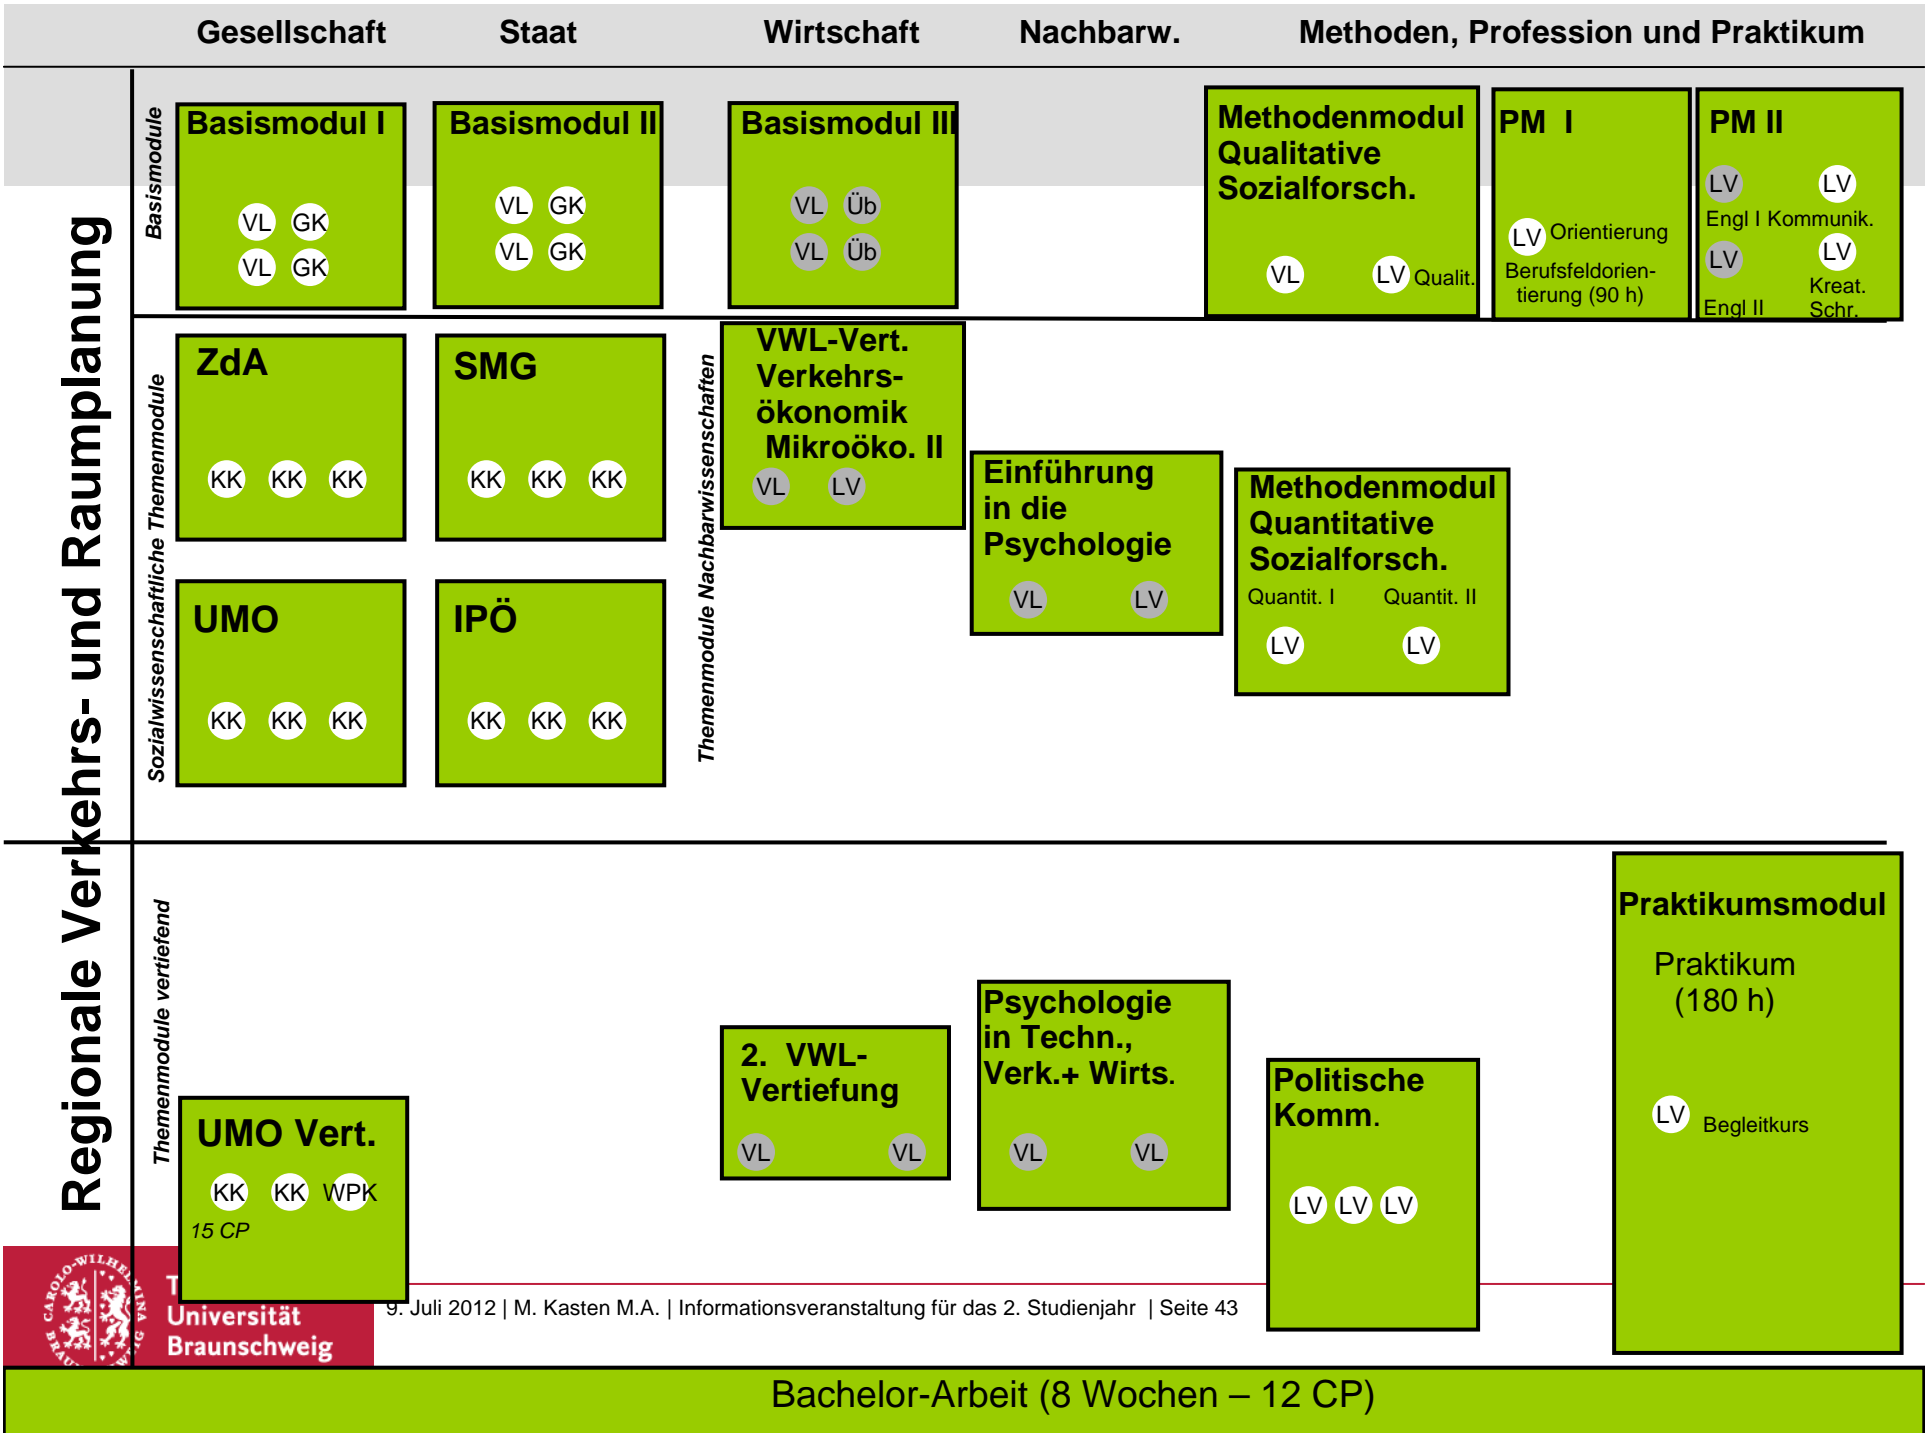 Gesellschaft Staat Wirtschaft Nachbarw. Methoden, Profession und Praktikum
Regionale Verkehrs- und Raumplanung
Basismodule
Basismodul I
VL GK
VL GK
Basismodul II
VL GK
VL GK
Basismodul III
VL Üb
VL Üb
Methodenmodul
Qualitative
Sozialforsch.
VL LV Qualit.
PM I
LV Orientierung
Berufsfeldorien-
tierung (90 h)
PM II
LV LV
Engl I Kommunik.
LV LV
Engl II Kreat.
Schr.
Sozialwissenschaftliche Themenmodule
ZdA
KK KK KK
SMG
KK KK KK
UMO
KK KK KK
IPÖ
KK KK KK
Themenmodule Nachbarwissenschaften
VWL-Vert.
Verkehrs-
ökonomik
Mikroöko. II
VL LV
Einführung
in die
Psychologie
VL LV
Methodenmodul
Quantitative
Sozialforsch.
Quantit. I Quantit. II
LV LV
Themenmodule vertiefend
UMO Vert.
KK KK WPK
15 CP
2. VWL-
Vertiefung
VL VL
Psychologie
in Techn.,
Verk.+ Wirts.
VL VL
Politische
Komm.
LV LV LV
Praktikumsmodul
Praktikum
(180 h)
LV Begleitkurs
CAROLO-WILHELMINA
Universität
Braunschweig
9. Juli 2012 | M. Kasten M.A. | Informationsveranstaltung für das 2. Studienjahr | Seite 43
Bachelor-Arbeit (8 Wochen – 12 CP)